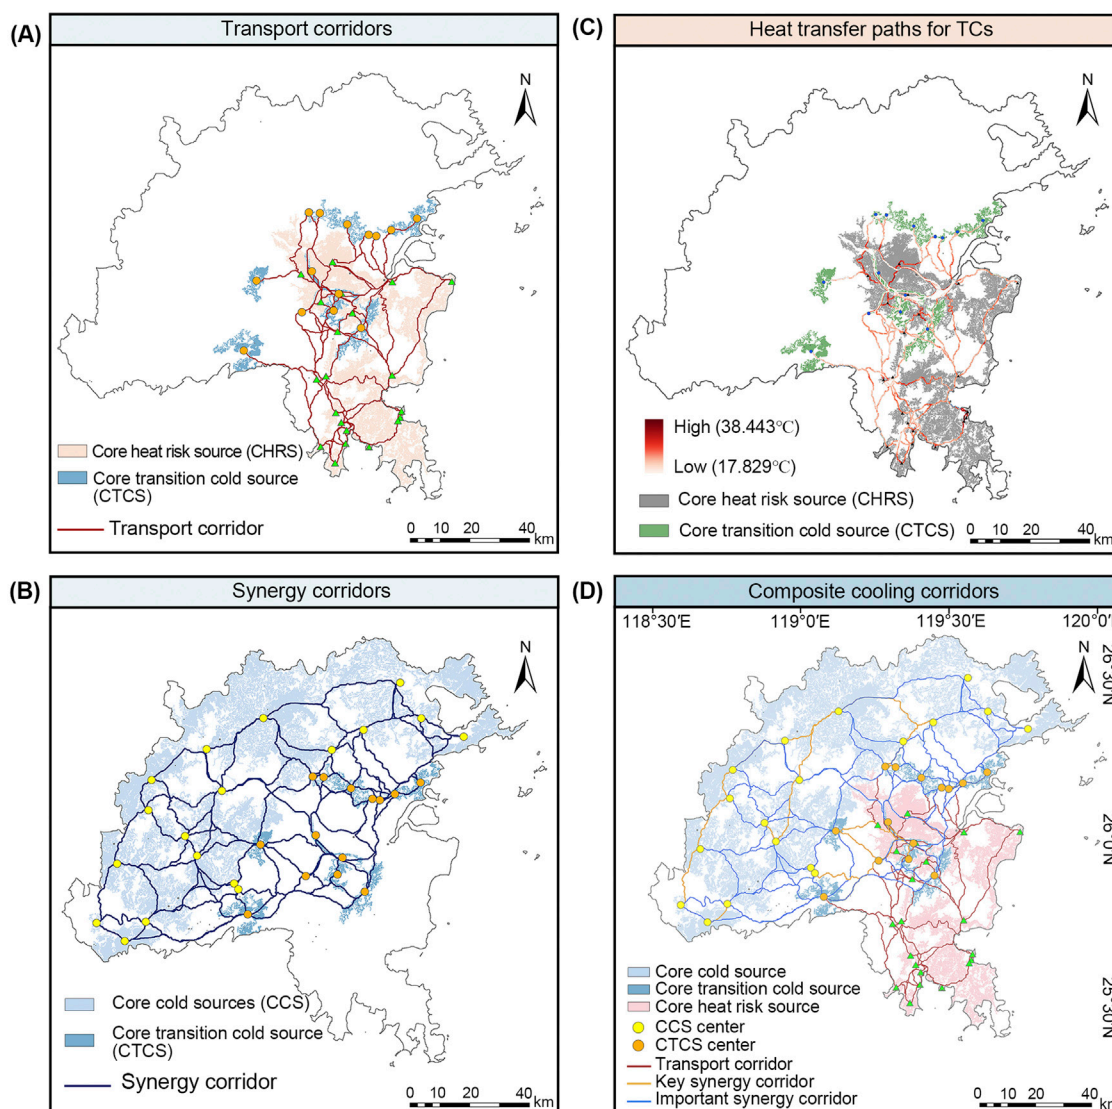 (A)
Transport corridors
N
Core heat risk source (CHRS)
Core transition cold source
(CTCS)
Transport corridor
0 10 20 40
km
(C)
Heat transfer paths for TCs
N
High (38.443℃)
Low (17.829℃)
Core heat risk source (CHRS)
Core transition cold source (CTCS)
0 10 20 40
km
(B)
Synergy corridors
N
Core cold sources (CCS)
Core transition cold source
(CTCS)
Synergy corridor
0 10 20 40
km
(D)
Composite cooling corridors
118°30'E 119°0'E 119°30'E 120°0'E
N
26°30'N
26°0'N
25°30'N
Core cold source
Core transition cold source
Core heat risk source
CCS center
CTCS center
Transport corridor
Key synergy corridor
Important synergy corridor
0 10 20 40
km